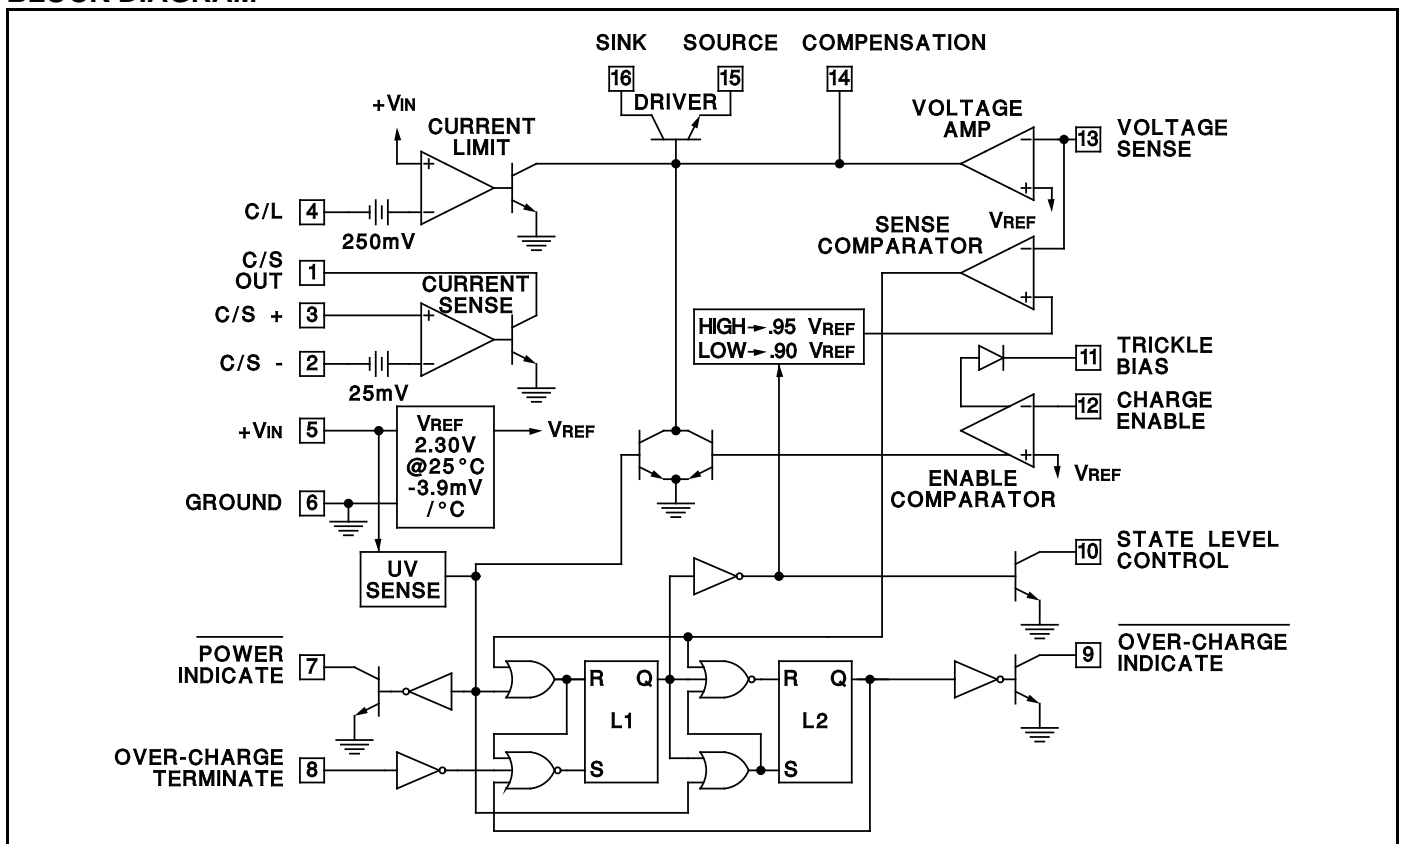 SINK SOURCE COMPENSATION
16 15 14
DRIVER
+VIN
CURRENT
LIMIT
VOLTAGE
AMP
13 VOLTAGE
SENSE
+
−
−
+
C/L 4
250mV
VREF
SENSE
COMPARATOR
−
+
C/S
OUT 1
CURRENT
SENSE
C/S + 3
+
C/S - 2
−
25mV
HIGH→.95 VREF
LOW→.90 VREF
11 TRICKLE
BIAS
12 CHARGE
ENABLE
−
+
VREF
ENABLE
COMPARATOR
+VIN 5
VREF
2.30V
@25°C
-3.9mV
/°C
VREF
GROUND 6
UV
SENSE
10 STATE LEVEL
CONTROL
POWER
INDICATE
7
9 OVER-CHARGE
INDICATE
R Q
L1
S
R Q
L2
S
OVER-CHARGE
TERMINATE
8